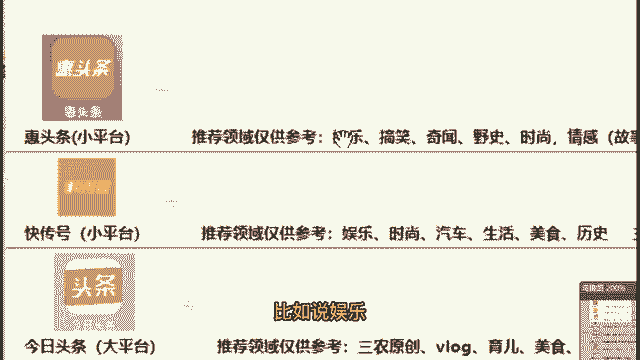 惠头条
惠头条
惠头条(小平台) 推荐领域仅供参考：娱乐、搞笑、奇闻、野史、时尚，情感（故事
快传号（小平台） 推荐领域仅供参考：娱乐、时尚、汽车、生活、美食、历史
头条
比如说娱乐
今日头条（大平台） 推荐领域仅供参考：三农原创、vlog、育儿、美食、